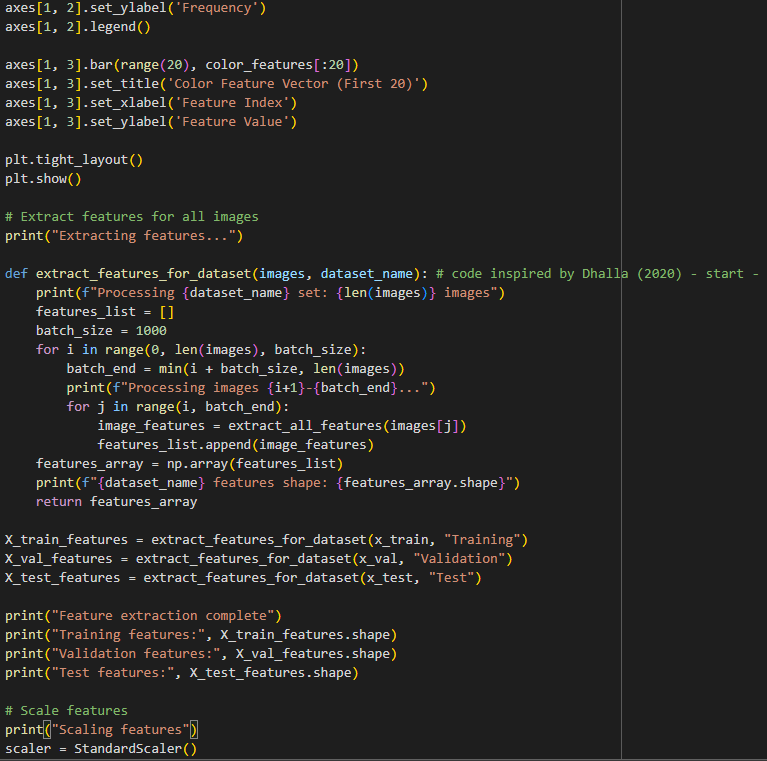 axes[1, 2].set_ylabel('Frequency')
axes[1, 2].legend()

axes[1, 3].bar(range(20), color_features[:20])
axes[1, 3].set_title('Color Feature Vector (First 20)')
axes[1, 3].set_xlabel('Feature Index')
axes[1, 3].set_ylabel('Feature Value')

plt.tight_layout()
plt.show()

# Extract features for all images
print("Extracting features...")

def extract_features_for_dataset(images, dataset_name): # code inspired by Dhalla (2020) - start -
    print(f"Processing {dataset_name} set: {len(images)} images")
    features_list = []
    batch_size = 1000
    for i in range(0, len(images), batch_size):
        batch_end = min(i + batch_size, len(images))
        print(f"Processing images {i+1}-{batch_end}...")
        for j in range(i, batch_end):
            image_features = extract_all_features(images[j])
            features_list.append(image_features)
    features_array = np.array(features_list)
    print(f"{dataset_name} features shape: {features_array.shape}")
    return features_array

X_train_features = extract_features_for_dataset(x_train, "Training")
X_val_features = extract_features_for_dataset(x_val, "Validation")
X_test_features = extract_features_for_dataset(x_test, "Test")

print("Feature extraction complete")
print("Training features:", X_train_features.shape)
print("Validation features:", X_val_features.shape)
print("Test features:", X_test_features.shape)

# Scale features
print("Scaling features")
scaler = StandardScaler()